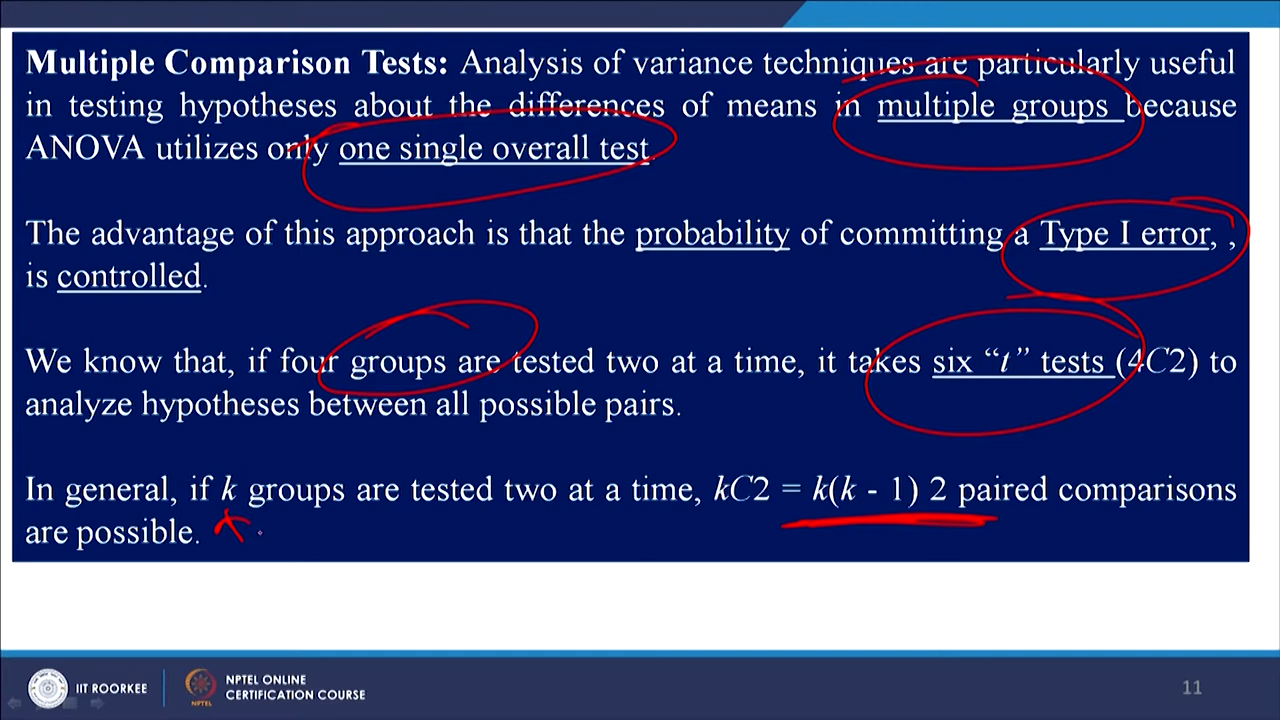 Multiple Comparison Tests: Analysis of variance techniques are particularly useful
in testing hypotheses about the differences of means in multiple groups because
ANOVA utilizes only one single overall test.
The advantage of this approach is that the probability of committing a Type I error, ,
is controlled.
We know that, if four groups are tested two at a time, it takes six “t” tests (4C2) to
analyze hypotheses between all possible pairs.
In general, if k groups are tested two at a time, kC2 = k(k - 1) 2 paired comparisons
are possible.
IIT ROORKEE
NPTEL ONLINE
CERTIFICATION COURSE
NPTEL
11